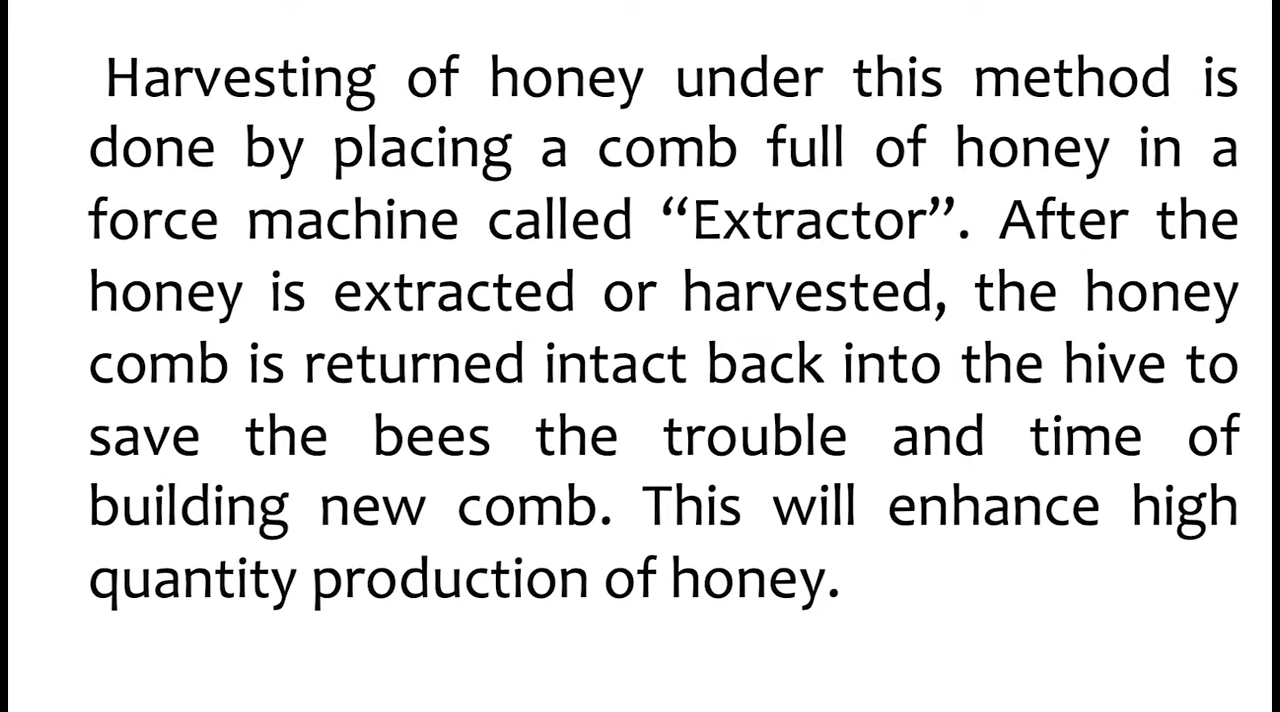 Harvesting of honey under this method is
done by placing a comb full of honey in a
force machine called “Extractor”. After the
honey is extracted or harvested, the honey
comb is returned intact back into the hive to
save the bees the trouble and time of
building new comb. This will enhance high
quantity production of honey.